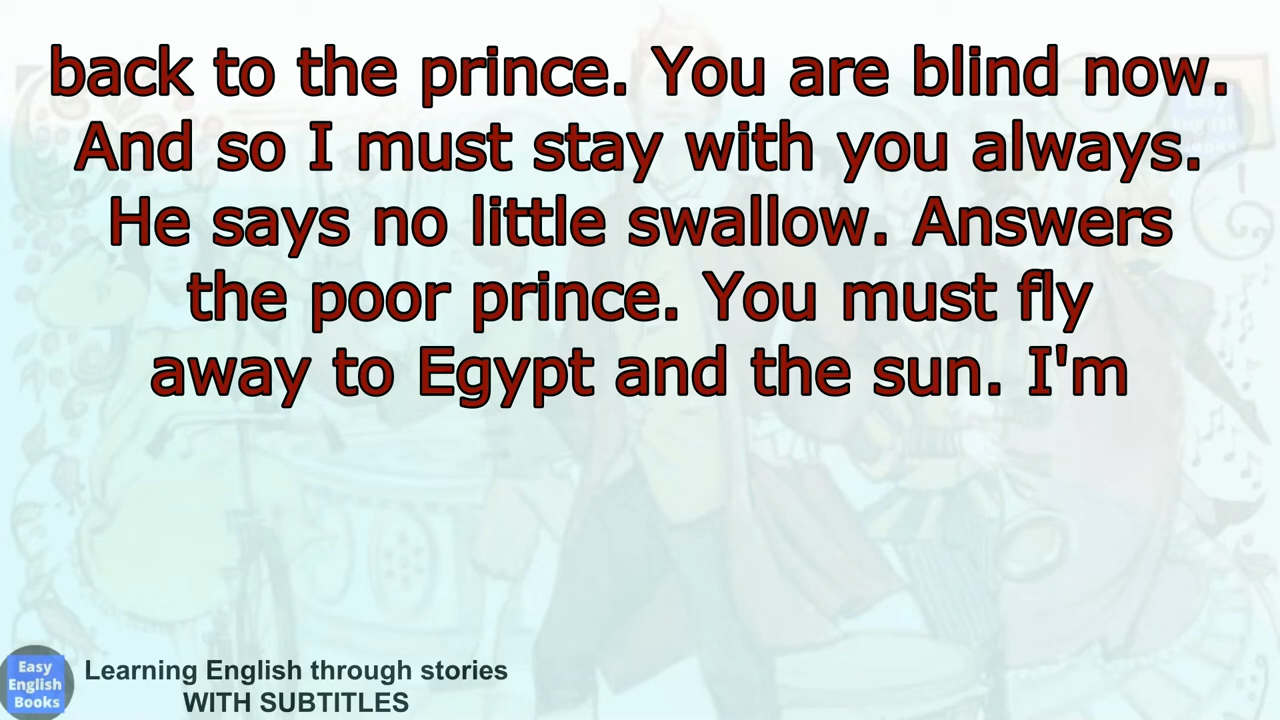 back to the prince. You are blind now.
And so I must stay with you always.
He says no little swallow. Answers
the poor prince. You must fly
away to Egypt and the sun. I'm
Easy
English
Books
Learning English through stories
WITH SUBTITLES